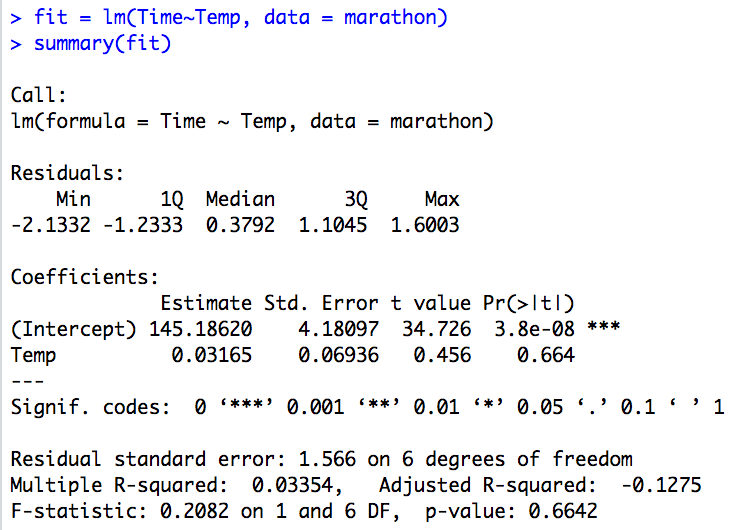 > fit = lm(Time~Temp, data = marathon)
> summary(fit)
Call:
lm(formula = Time ~ Temp, data = marathon)
Residuals:
    Min      1Q  Median      3Q     Max
-2.1332 -1.2333  0.3792  1.1045  1.6003
Coefficients:
            Estimate Std. Error t value Pr(>|t|)
(Intercept) 145.18620    4.18097  34.726  3.8e-08 ***
Temp          0.03165    0.06936   0.456    0.664
---
Signif. codes:  0 ‘***’ 0.001 ‘**’ 0.01 ‘*’ 0.05 ‘.’ 0.1 ‘ ’ 1
Residual standard error: 1.566 on 6 degrees of freedom
Multiple R-squared:  0.03354,   Adjusted R-squared:  -0.1275
F-statistic: 0.2082 on 1 and 6 DF,  p-value: 0.6642